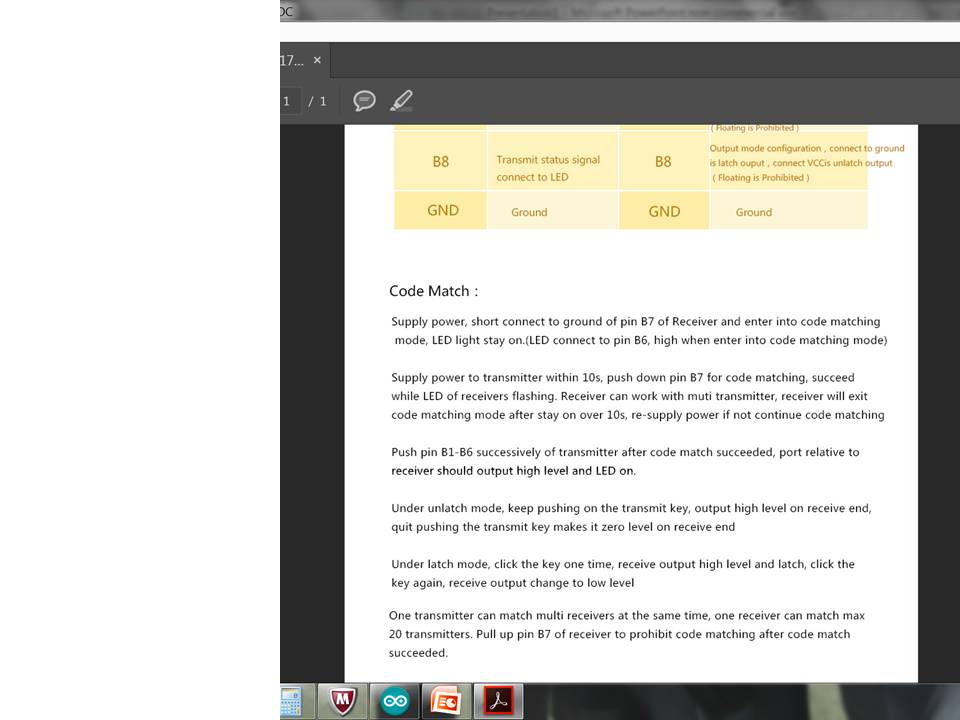 DC
17... ×
1 / 1
( Floating is Prohibited )
B8 Transmit status signal connect to LED B8 Output mode configuration , connect to ground
is latch ouput , connect VCCis unlatch output
( Floating is Prohibited )
GND Ground GND Ground
Code Match :
Supply power, short connect to ground of pin B7 of Receiver and enter into code matching
mode, LED light stay on.(LED connect to pin B6, high when enter into code matching mode)
Supply power to transmitter within 10s, push down pin B7 for code matching, succeed
while LED of receivers flashing. Receiver can work with muti transmitter, receiver will exit
code matching mode after stay on over 10s, re-supply power if not continue code matching
Push pin B1-B6 successively of transmitter after code match succeeded, port relative to
receiver should output high level and LED on.
Under unlatch mode, keep pushing on the transmit key, output high level on receive end,
quit pushing the transmit key makes it zero level on receive end
Under latch mode, click the key one time, receive output high level and latch, click the
key again, receive output change to low level
One transmitter can match multi receivers at the same time, one receiver can match max
20 transmitters. Pull up pin B7 of receiver to prohibit code matching after code match
succeeded.